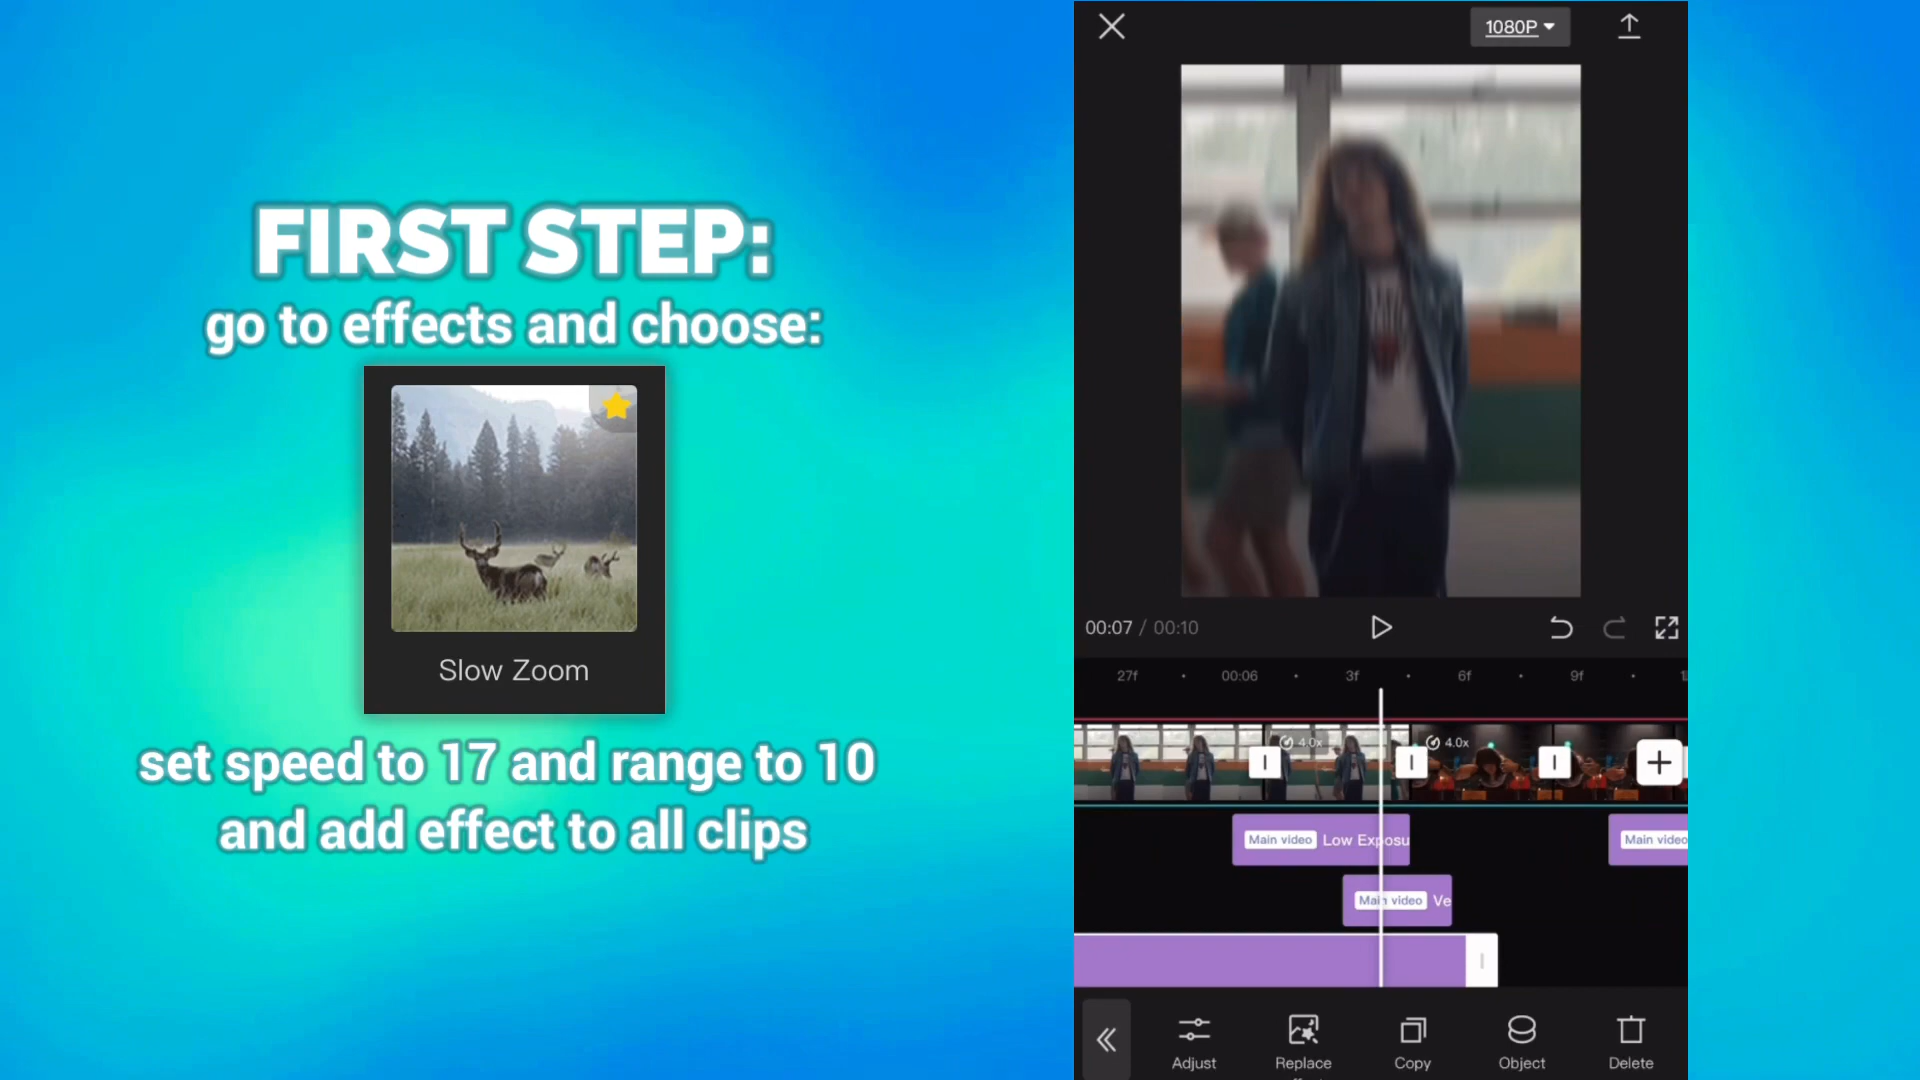 FIRST STEP:
go to effects and choose:
Slow Zoom
set speed to 17 and range to 10
and add effect to all clips
1080P
00:07 / 00:10
27f
00:06
3f
6f
9f
4.0x
4.0x
Main video Low Exposu
Main video
Main video Ve
Adjust
Replace
Copy
Object
Delete